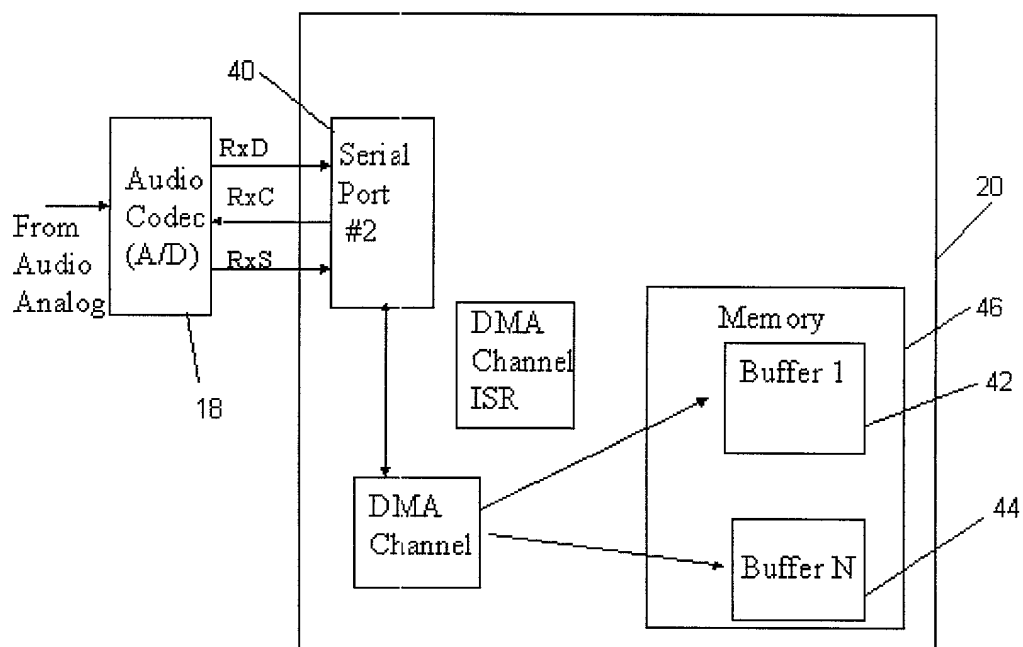 40
RxD
Serial
Port
#2
Audio
Codec
(A/D)
RxC
RxS
From
Audio
Analog
18
20
DMA
Channel
ISR
Memory
46
Buffer 1
42
DMA
Channel
44
Buffer N